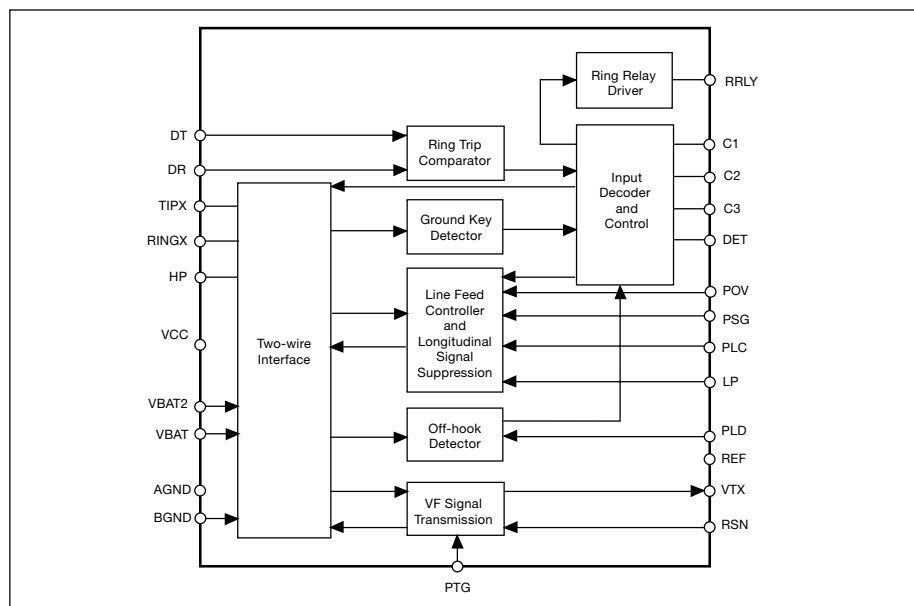 Ring Relay
Driver
RRLY
DT
Ring Trip
Comparator
C1
DR
Input
Decoder
and
Control
C2
TIPX
C3
Ground Key
Detector
RINGX
DET
HP
POV
Line Feed
Controller
and
Longitudinal
Signal
Suppression
PSG
VCC
Two-wire
Interface
PLC
LP
VBAT2
VBAT
Off-hook
Detector
PLD
REF
AGND
VTX
VF Signal
Transmission
BGND
RSN
PTG